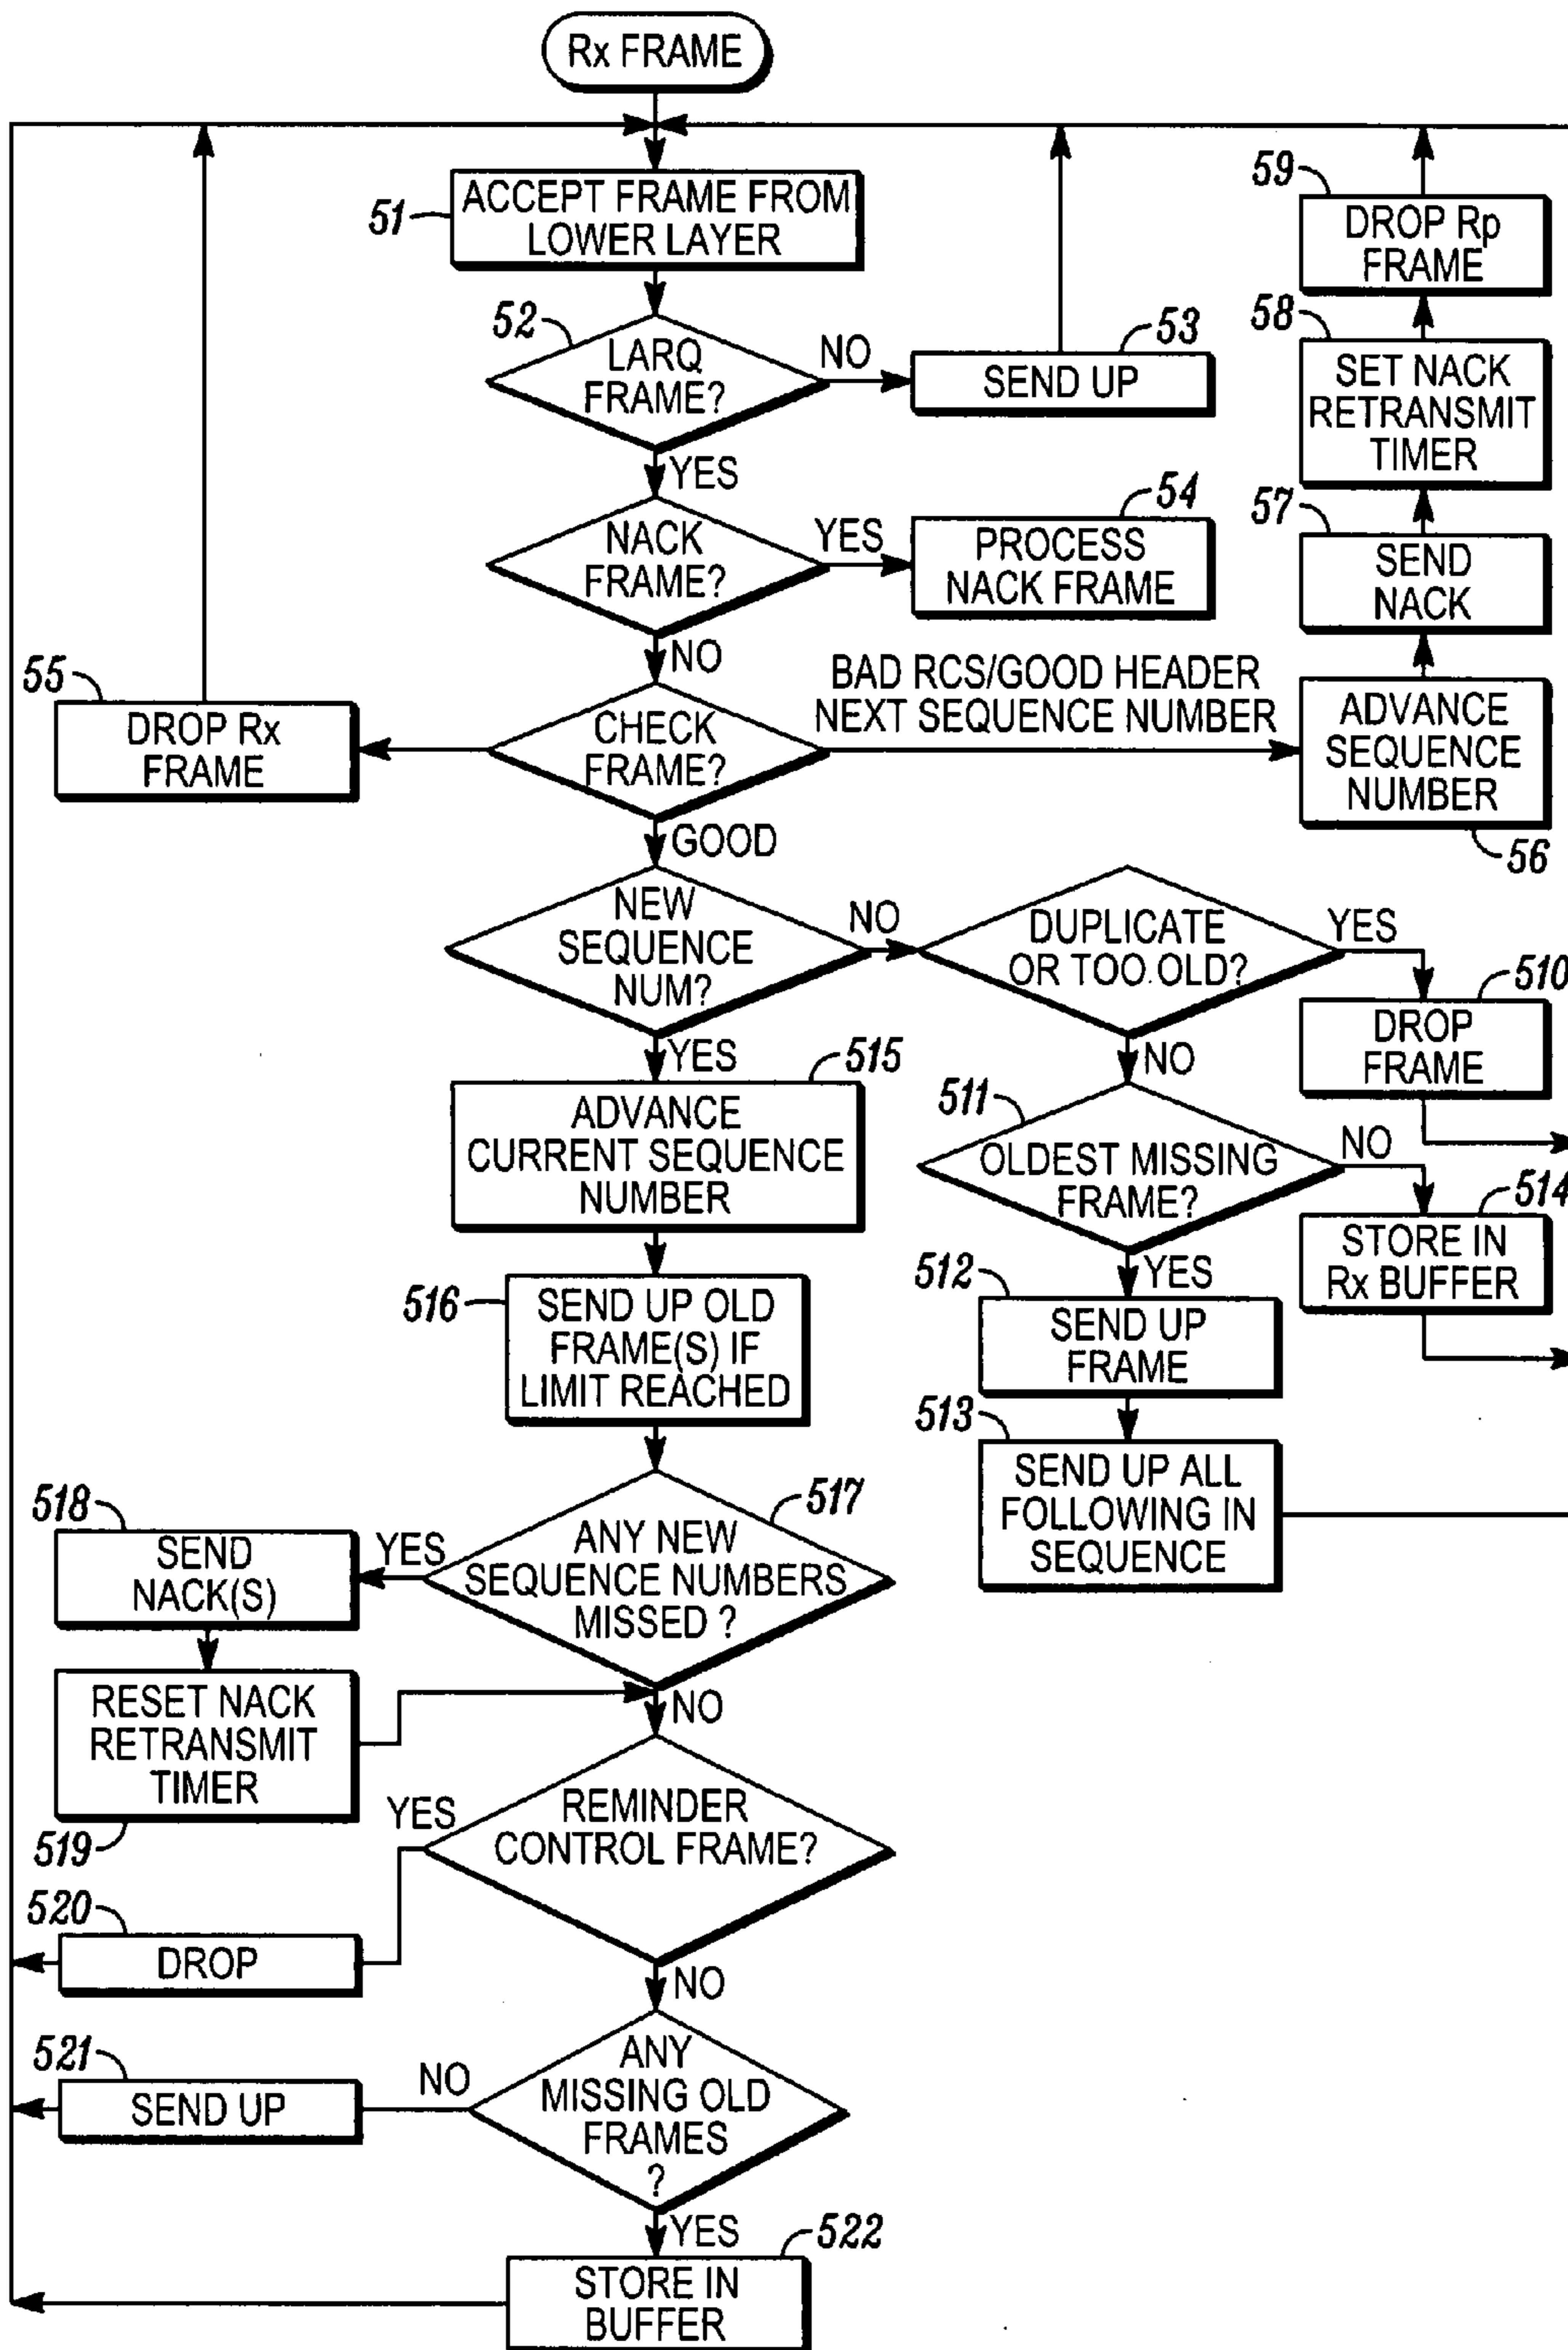 Rx FRAME
51
ACCEPT FRAME FROM
LOWER LAYER
59
DROP Rp
FRAME
52
LARQ
FRAME?
NO
53
SEND UP
58
SET NACK
RETRANSMIT
TIMER
YES
NACK
FRAME?
YES
54
PROCESS
NACK FRAME
57
SEND
NACK
NO
55
DROP Rx
FRAME
CHECK
FRAME?
BAD RCS/GOOD HEADER
NEXT SEQUENCE NUMBER
ADVANCE
SEQUENCE
NUMBER
56
GOOD
NEW
SEQUENCE
NUM?
NO
DUPLICATE
OR TOO OLD?
YES
510
DROP
FRAME
YES
515
ADVANCE
CURRENT SEQUENCE
NUMBER
NO
511
OLDEST MISSING
FRAME?
NO
514
STORE IN
Rx BUFFER
516
SEND UP OLD
FRAME(S) IF
LIMIT REACHED
YES
512
SEND UP
FRAME
513
SEND UP ALL
FOLLOWING IN
SEQUENCE
517
ANY NEW
SEQUENCE NUMBERS
MISSED ?
YES
518
SEND
NACK(S)
RESET NACK
RETRANSMIT
TIMER
519
NO
REMINDER
CONTROL FRAME?
YES
520
DROP
NO
ANY
MISSING OLD
FRAMES
?
NO
521
SEND UP
YES
522
STORE IN
BUFFER